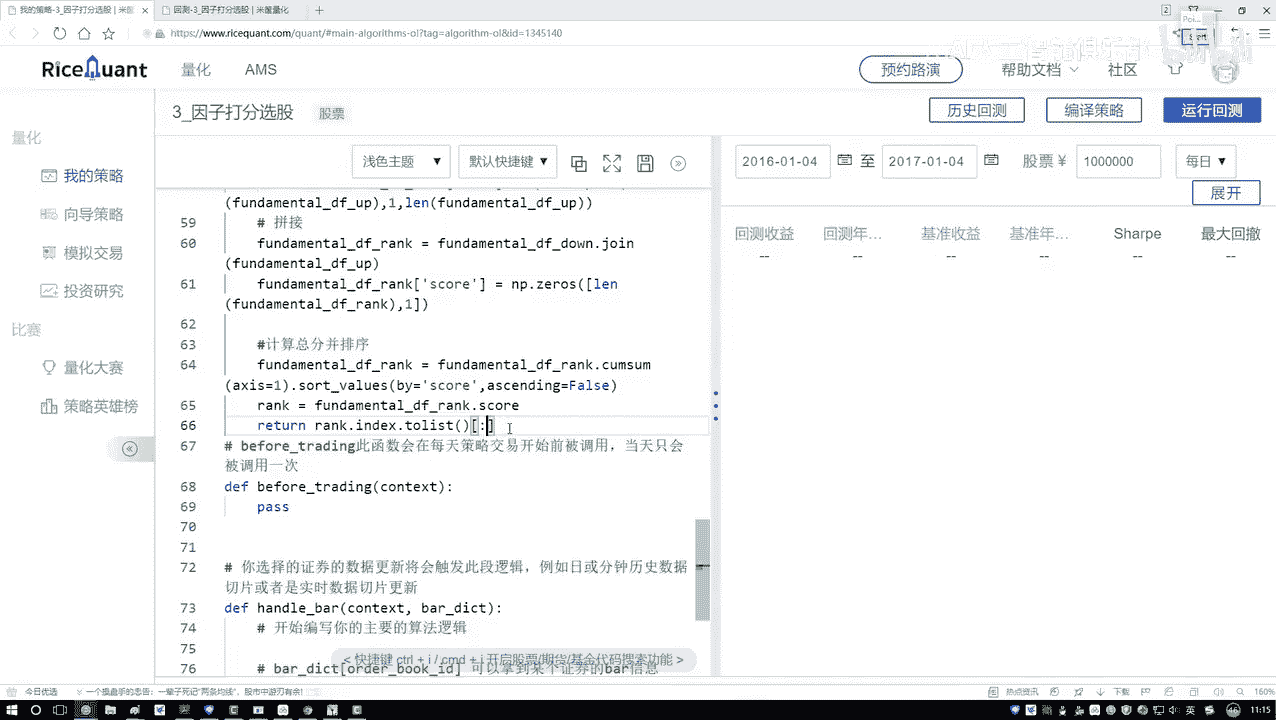 我的策略-3_因子打分选股 | 米筐 回测-3_因子打分选股 | 米筐量化
https://www.ricequant.com/quant/#main-algorithms-ol?tag=algorithm-ol&id=1345140
RiceQuant 量化 AMS 预约路演 帮助文档 社区
3_因子打分选股 股票 历史回测 编译策略 运行回测
量化
我的策略
向导策略
模拟交易
投资研究
比赛
量化大赛
策略英雄榜
浅色主题 默认快捷键
2016-01-04 至 2017-01-04 股票 ¥ 1000000 每日
展开
回测收益 回测年... 基准收益 基准年... Sharpe 最大回撤
-- -- -- -- -- --
(fundamental_df_up),1,len(fundamental_df_up))
59 # 拼接
60 fundamental_df_rank = fundamental_df_down.join
(fundamental_df_up)
61 fundamental_df_rank['score'] = np.zeros([len
(fundamental_df_rank),1])
62
63 #计算总分并排序
64 fundamental_df_rank = fundamental_df_rank.cumsum
(axis=1).sort_values(by='score',ascending=False)
65 rank = fundamental_df_rank.score
66 return rank.index.tolist()[:]
67 # before_trading此函数会在每天策略交易开始前被调用，当天只会
被调用一次
68 def before_trading(context):
69 pass
70
71
72 # 你选择的证券的数据更新将会触发此段逻辑，例如日或分钟历史数据
切片或者是实时数据切片更新
73 def handle_bar(context, bar_dict):
74 # 开始编写你的主要的算法逻辑
75
76 # bar_dict[order_book_id] 可以拿到某个证券的bar信息
< 快捷键 ctrl + i / cmd + i 开启股票/期货/基金代码搜索功能 >
今日优选 一个操盘手的忠告：一辈子死记"两条均线"，股市中游刃有余! 热点资讯 下载 160%
英 11:15